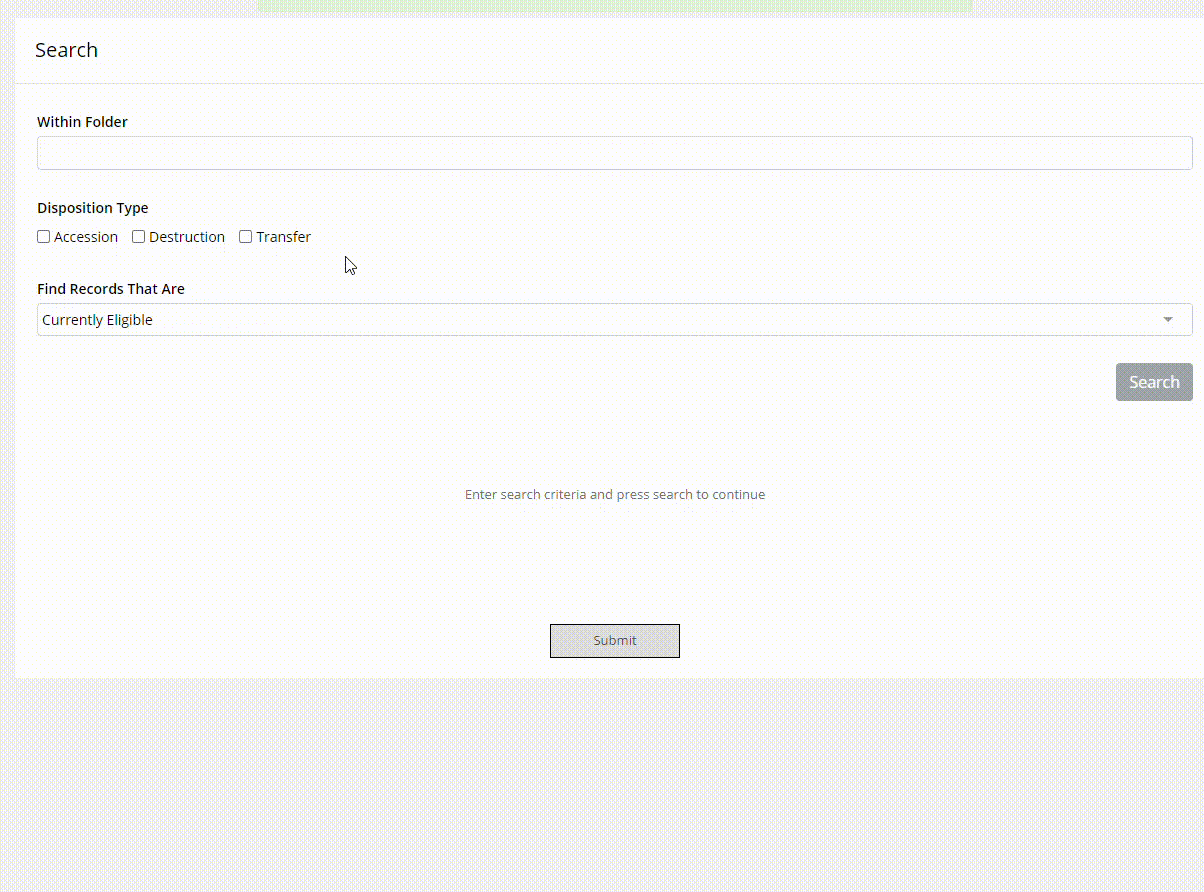 Search
Within Folder
Disposition Type
Accession Destruction Transfer
Find Records That Are
Currently Eligible
Search
Enter search criteria and press search to continue
Submit